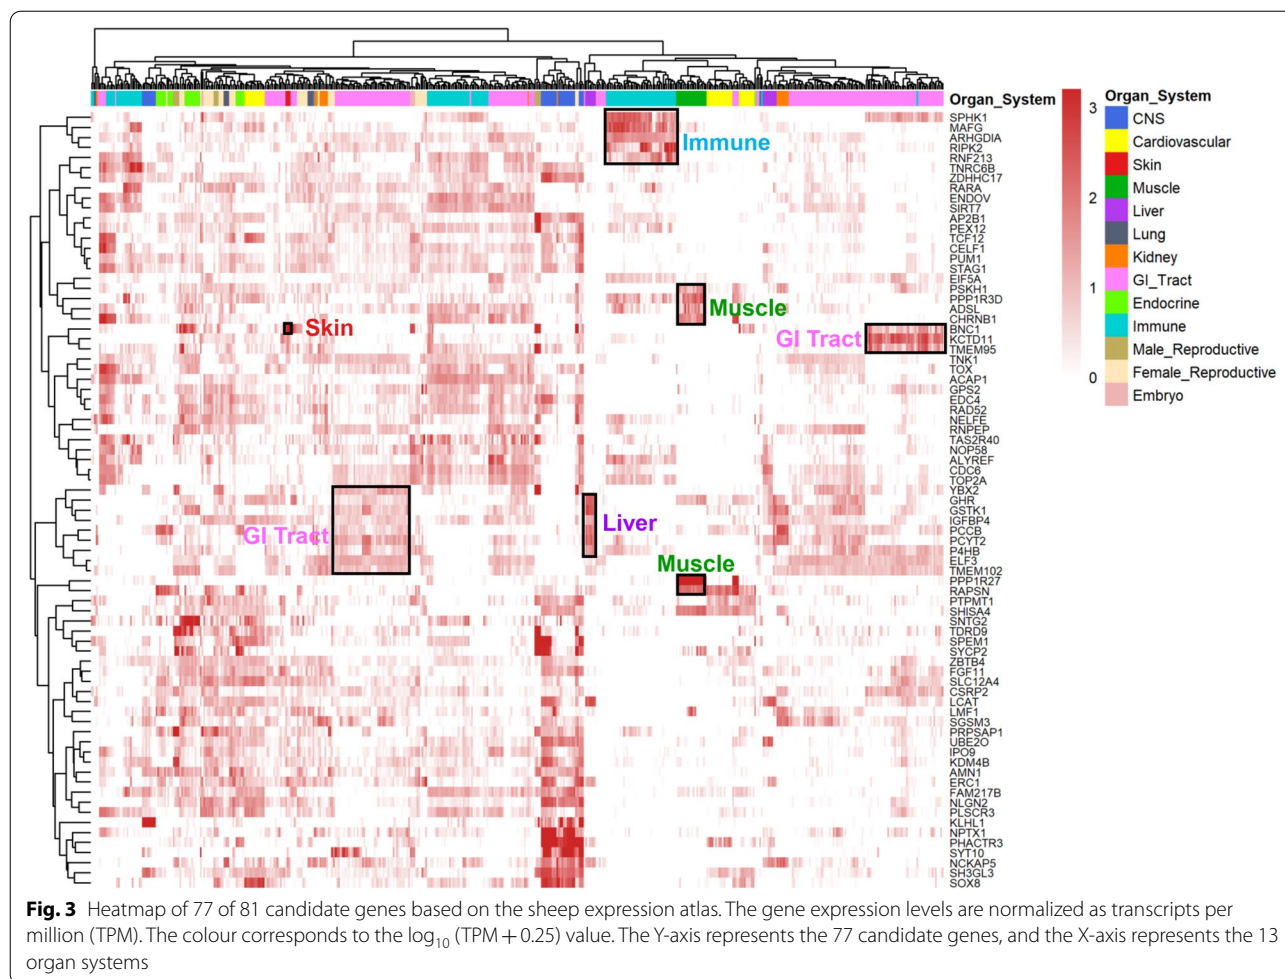 Organ_System
SPHK1
MAFG
ARHGDIA
RIPK2
RNF213
TNRC6B
ZDHHC17
RARA
ENDOV
SIRT7
AP2B1
PEX12
TCF12
CELF1
PUM1
STAG1
EIF5A
PSKH1
PPP1R3D
ADSL
CHRNB1
BNC1
KCTD11
TMEM95
TNK1
TOX
ACAP1
GPS2
EDC4
RAD52
NELFE
RNPEP
TAS2R40
NOP58
ALYREF
CDC6
TOP2A
YBX2
GHR
GSTK1
IGFBP4
PCCB
PCYT2
P4HB
ELF3
TMEM102
PPP1R27
RAPSN
PTPMT1
SHISA4
SNTG2
TDRD9
SPEM1
SYCP2
ZBTB4
FGF11
SLC12A4
CSRP2
LCAT
LMF1
SGSM3
PRPSAP1
UBE2O
IPO9
KDM4B
AMN1
ERC1
FAM217B
NLGN2
PLSCR3
KLHL1
NPTX1
PHACTR3
SYT10
NCKAP5
SH3GL3
SOX8
Immune
Muscle
Skin
GI Tract
GI Tract
Liver
Muscle
3
2
1
0
Organ_System
CNS
Cardiovascular
Skin
Muscle
Liver
Lung
Kidney
GI_Tract
Endocrine
Immune
Male_Reproductive
Female_Reproductive
Embryo
Fig. 3 Heatmap of 77 of 81 candidate genes based on the sheep expression atlas. The gene expression levels are normalized as transcripts per
million (TPM). The colour corresponds to the log10 (TPM + 0.25) value. The Y-axis represents the 77 candidate genes, and the X-axis represents the 13
organ systems